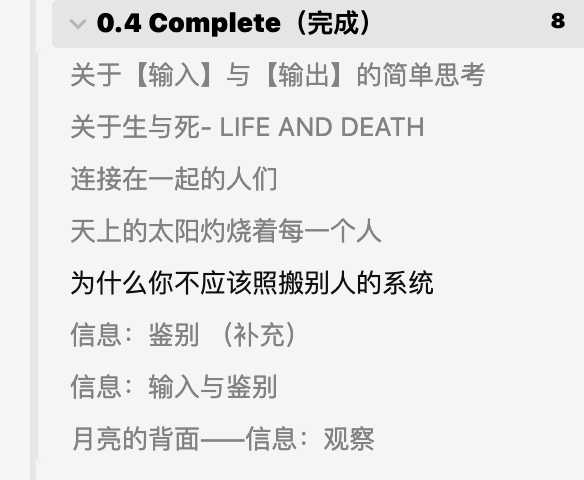 0.4 Complete（完成） 8
关于【输入】与【输出】的简单思考
关于生与死- LIFE AND DEATH
连接在一起的人们
天上的太阳灼烧着每一个人
为什么你不应该照搬别人的系统
信息：鉴别 （补充）
信息：输入与鉴别
月亮的背面——信息：观察